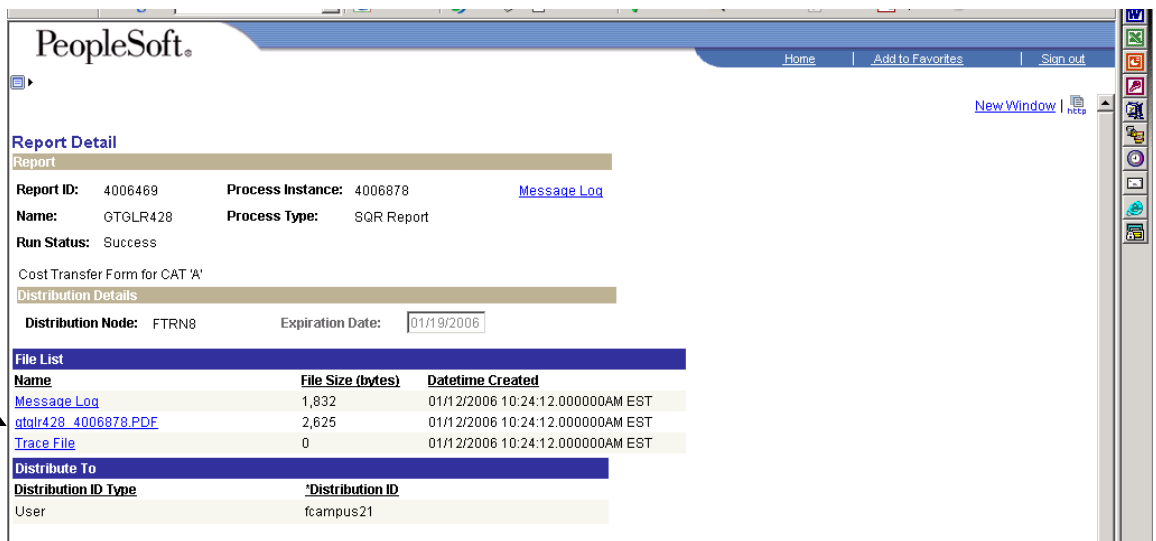 PeopleSoft®
Home | Add to Favorites | Sign out
New Window | http
Report Detail
Report
Report ID: 4006469 Process Instance: 4006878 Message Log
Name: GTGLR428 Process Type: SQR Report
Run Status: Success
Cost Transfer Form for CAT 'A'
Distribution Details
Distribution Node: FTRN8 Expiration Date: 01/19/2006
File List
Name File Size (bytes) Datetime Created
Message Log 1,832 01/12/2006 10:24:12.000000AM EST
gtglr428_4006878.PDF 2,625 01/12/2006 10:24:12.000000AM EST
Trace File 0 01/12/2006 10:24:12.000000AM EST
Distribute To
Distribution ID Type *Distribution ID
User fcampus21